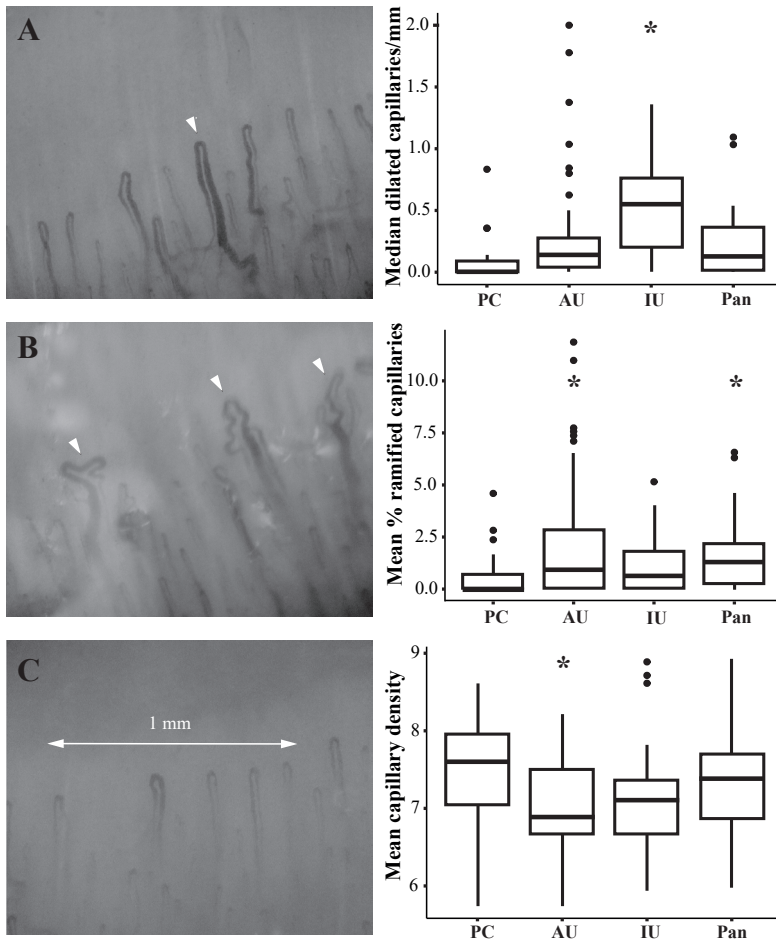 A
Median dilated capillaries/mm
2.0
1.5
1.0
0.5
0.0
*
PC AU IU Pan
B
Mean % ramified capillaries
10.0
7.5
5.0
2.5
0.0
* *
PC AU IU Pan
C
1 mm
Mean capillary density
9
8
7
6
*
PC AU IU Pan